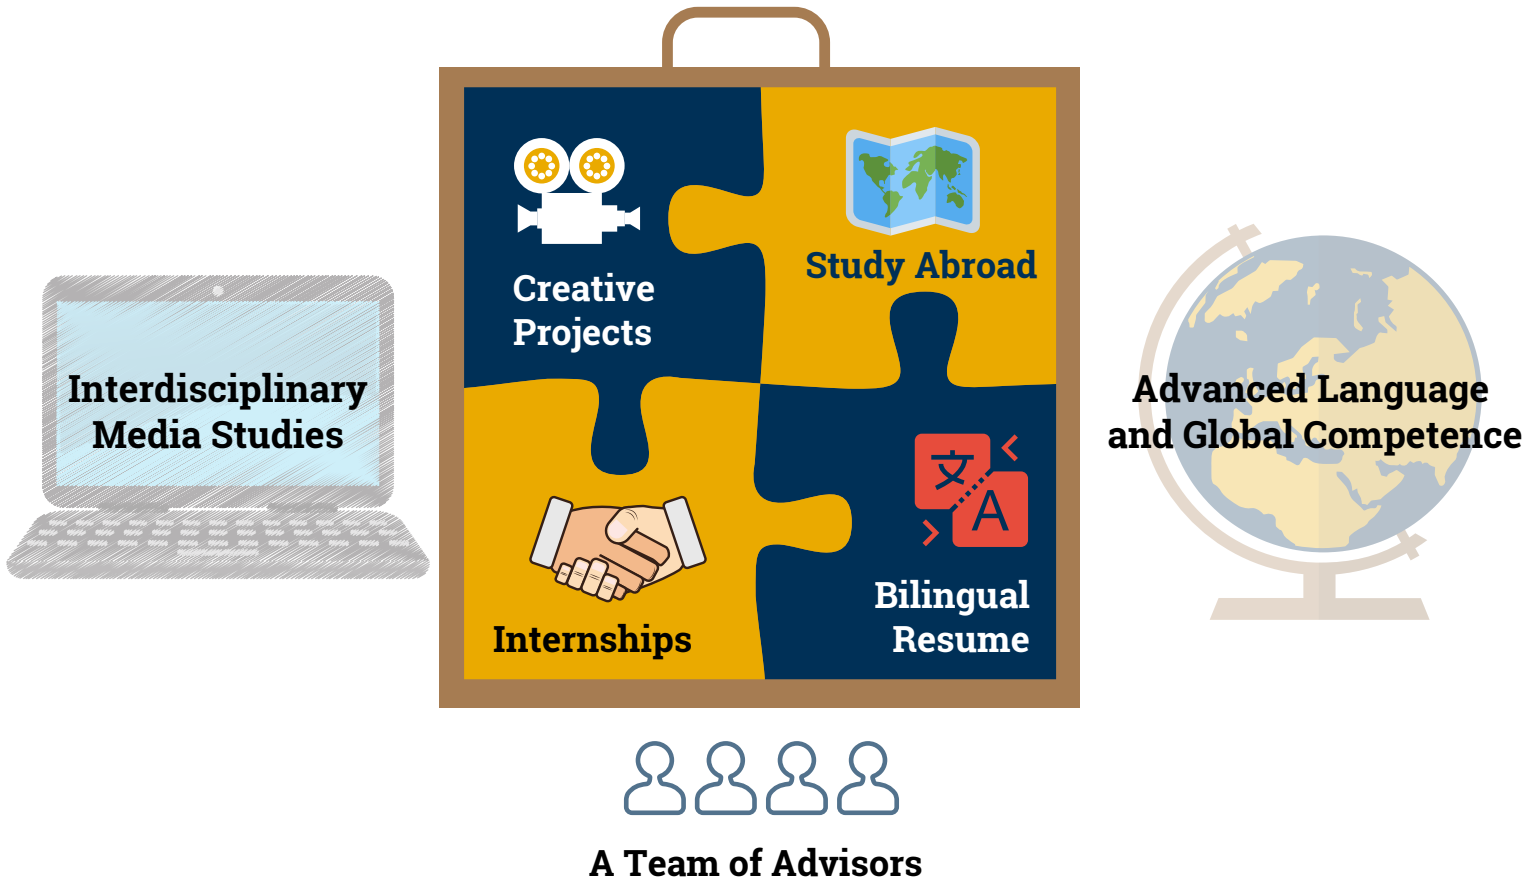 Creative
Projects
Study Abroad
Interdisciplinary
Media Studies
Advanced Language
and Global Competence
文
A
Internships
Bilingual
Resume
A Team of Advisors